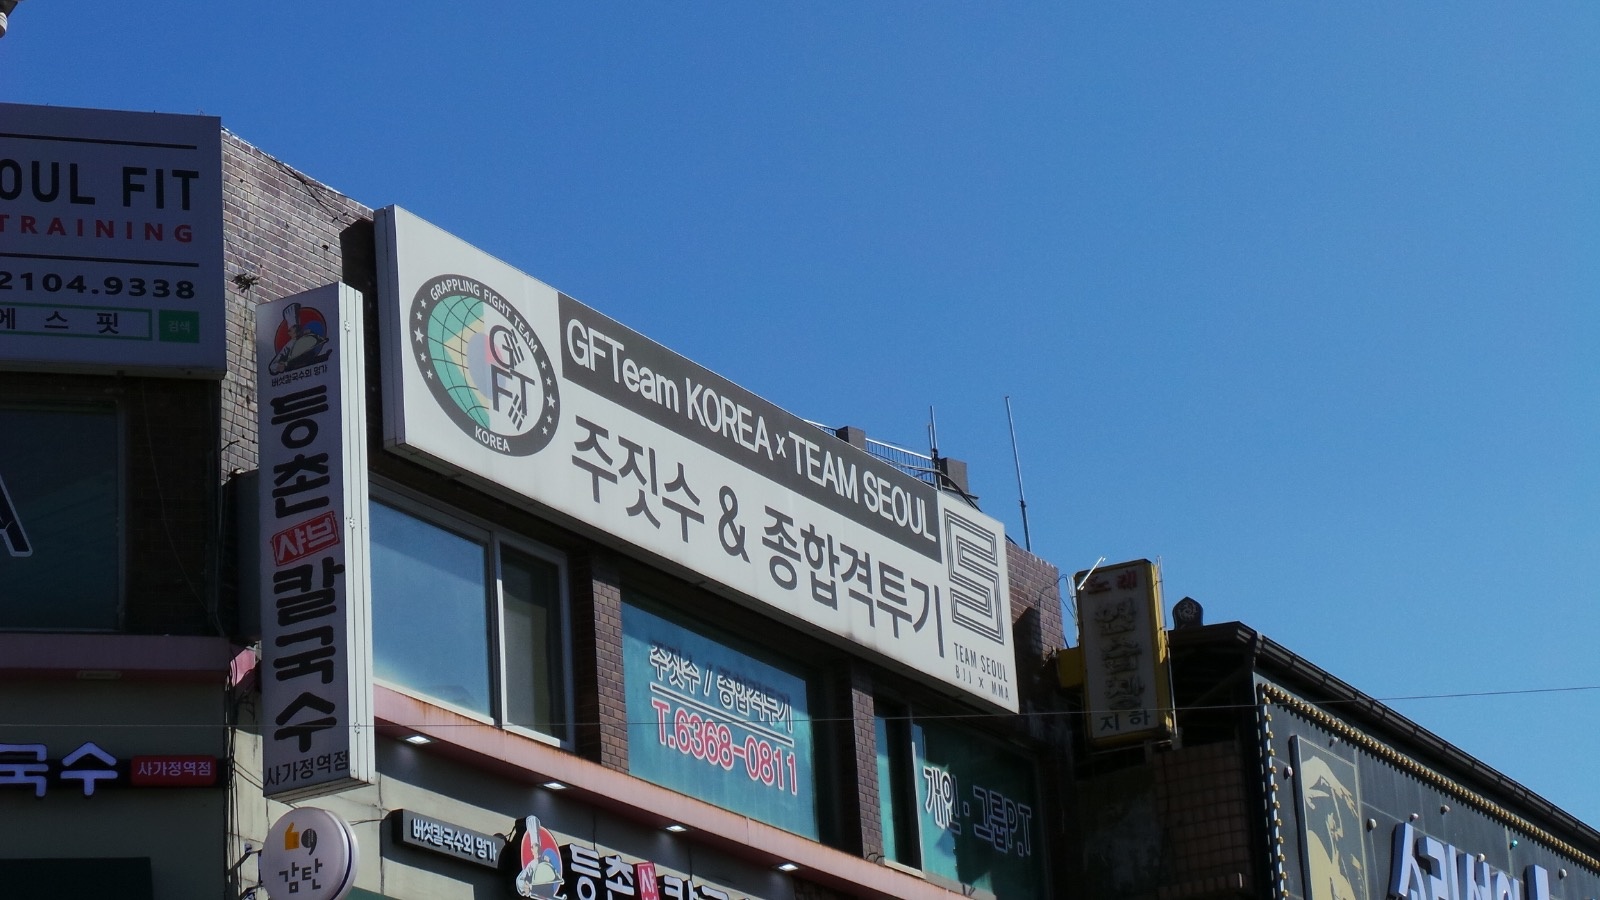 OUL FIT
TRAINING
2104.9338
에스핏
검색
버섯칼국수의 명가
등촌
샤브
칼국수
사가정역점
GRAPPLING FIGHT TEAM
GFT
KOREA
GFTeam KOREA x TEAM SEOUL
주짓수 & 종합격투기
TEAM SEOUL
BJJ X MMA
주짓수 / 종합격투기
T.6368-0811
개인·그룹P.T
노래
지하
국수
사가정역점
감탄
버섯칼국수의 명가
등촌
샤